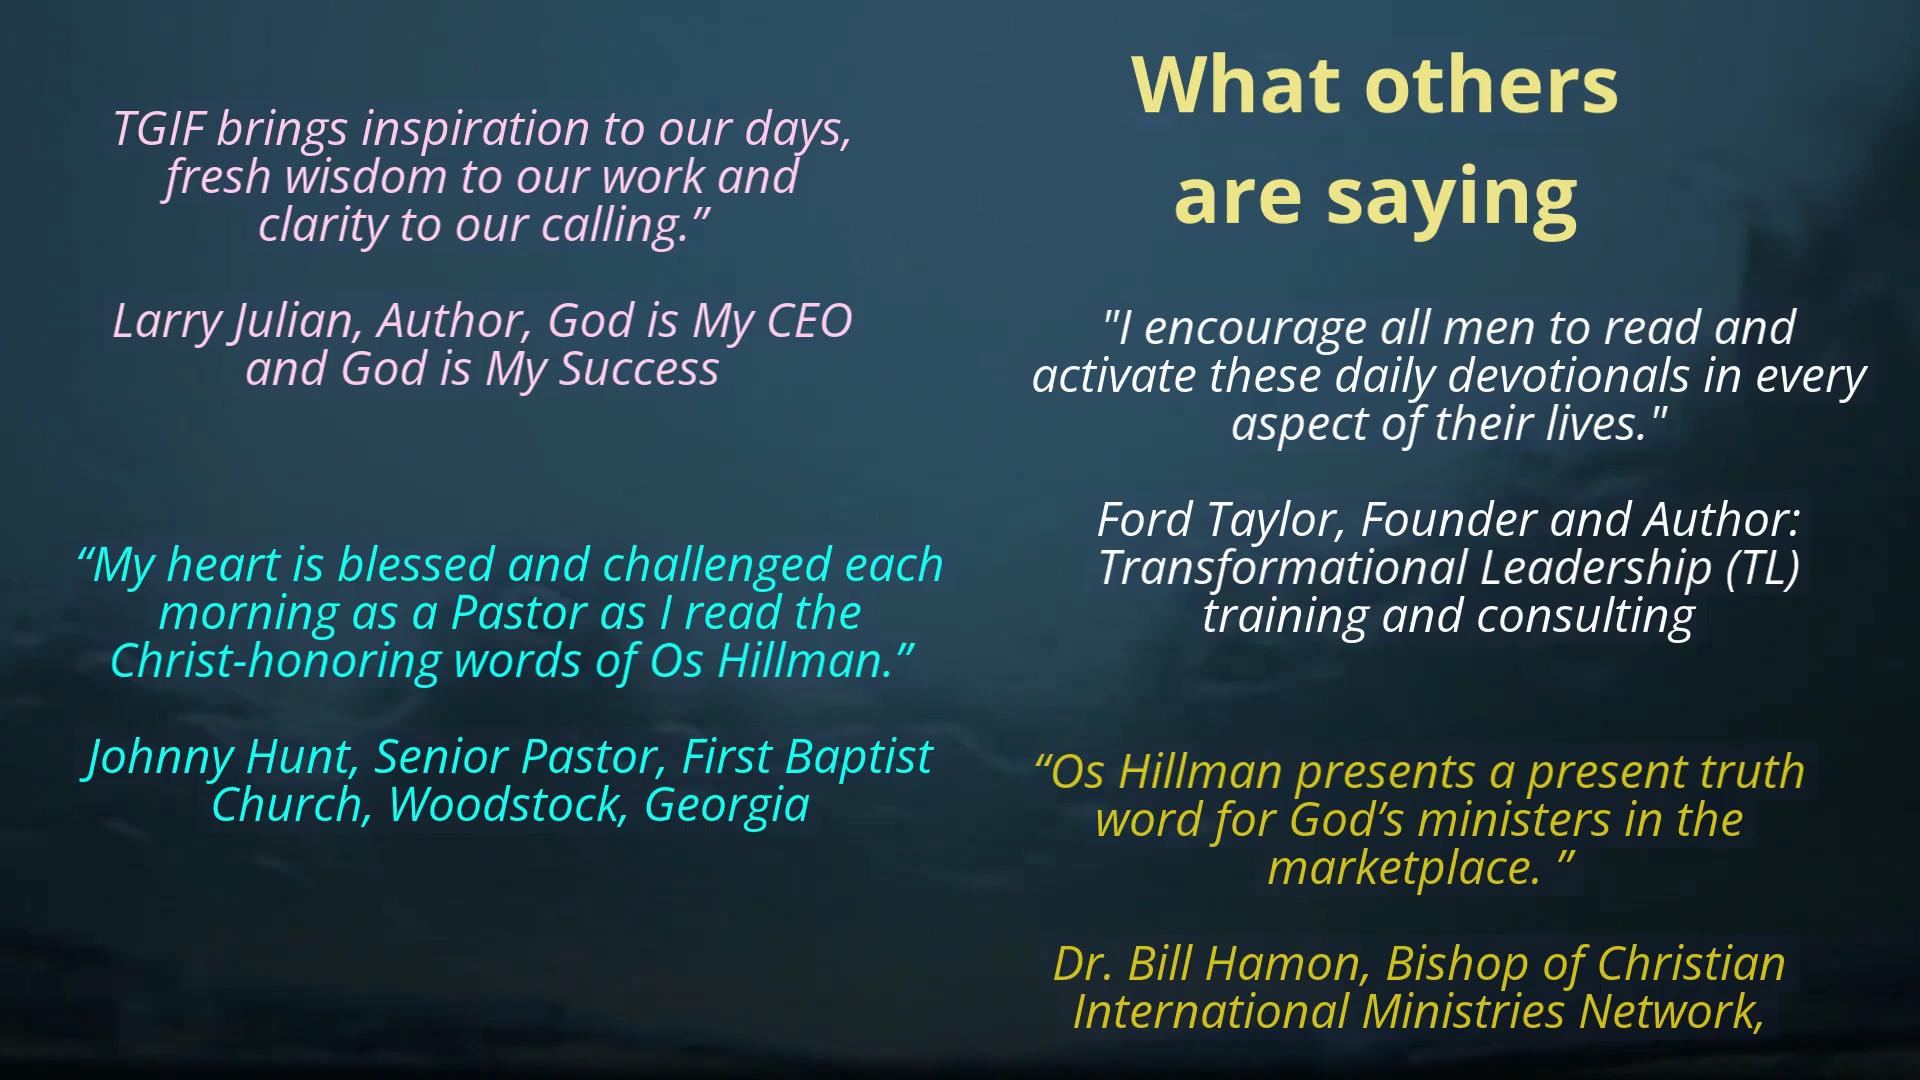 What others
are saying
TGIF brings inspiration to our days,
fresh wisdom to our work and
clarity to our calling.”
Larry Julian, Author, God is My CEO
and God is My Success
“My heart is blessed and challenged each
morning as a Pastor as I read the
Christ-honoring words of Os Hillman.”
Johnny Hunt, Senior Pastor, First Baptist
Church, Woodstock, Georgia
"I encourage all men to read and
activate these daily devotionals in every
aspect of their lives."
Ford Taylor, Founder and Author:
Transformational Leadership (TL)
training and consulting
“Os Hillman presents a present truth
word for God’s ministers in the
marketplace. ”
Dr. Bill Hamon, Bishop of Christian
International Ministries Network,